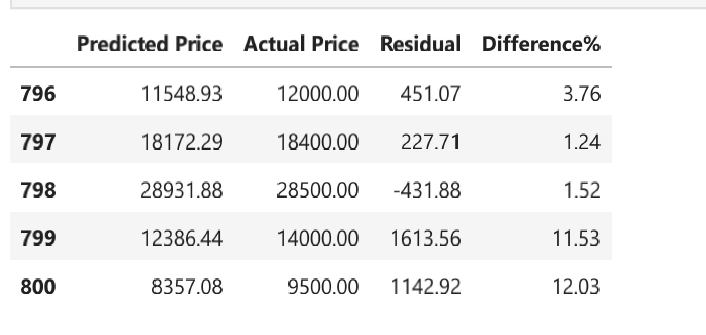 Predicted Price Actual Price Residual Difference%
796 11548.93 12000.00 451.07 3.76
797 18172.29 18400.00 227.71 1.24
798 28931.88 28500.00 -431.88 1.52
799 12386.44 14000.00 1613.56 11.53
800 8357.08 9500.00 1142.92 12.03